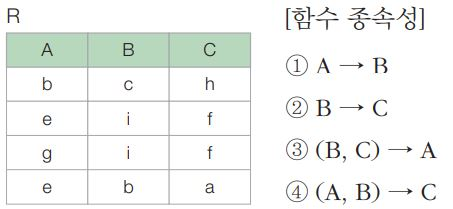 R
A B C
b c h
e i f
g i f
e b a
[함수 종속성]
① A → B
② B → C
③ (B, C) → A
④ (A, B) → C